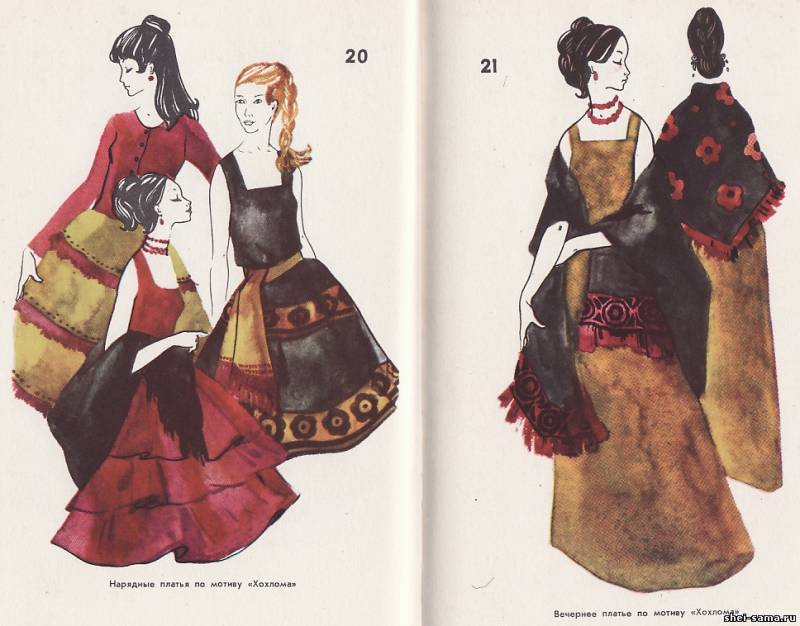 20
Нарядные платья по мотиву «Хохлома»
21
Вечернее платье по мотиву «Хохлома»
shei-sama.ru